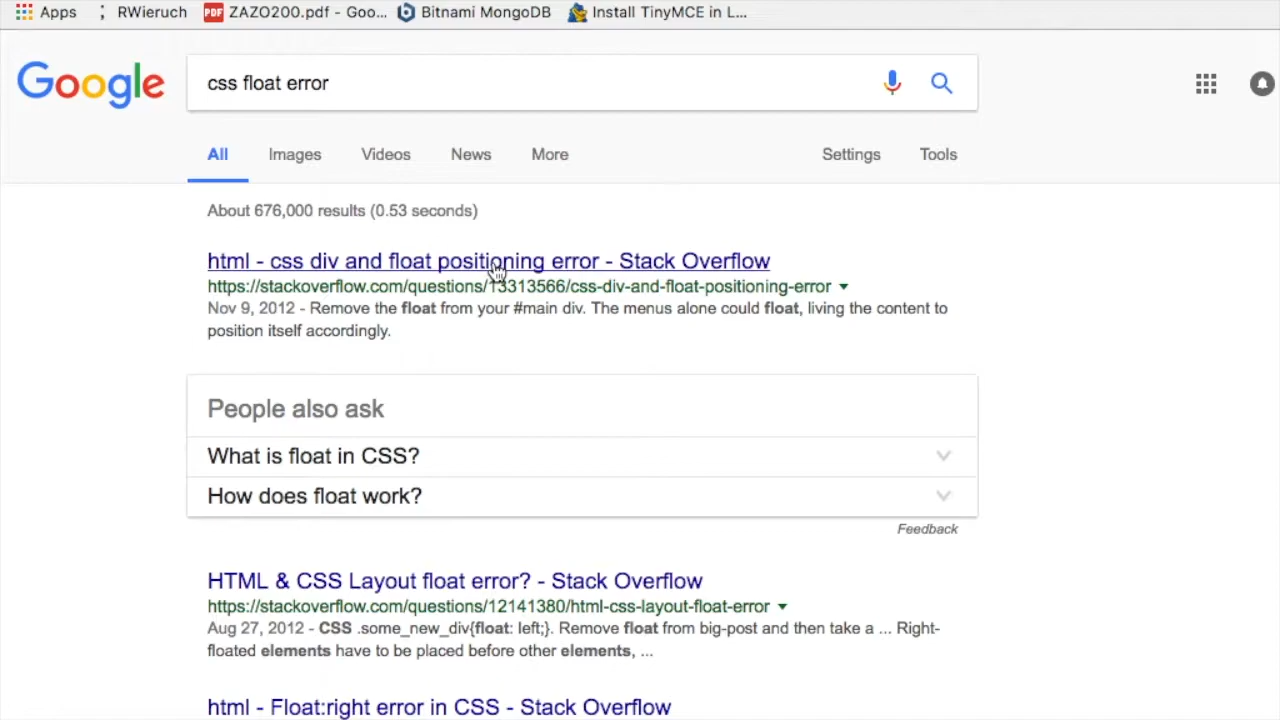 Apps RWieruch PDF ZAZO200.pdf - Goo... Bitnami MongoDB Install TinyMCE in L...
Google css float error
All Images Videos News More Settings Tools
About 676,000 results (0.53 seconds)
html - css div and float positioning error - Stack Overflow
https://stackoverflow.com/questions/13313566/css-div-and-float-positioning-error
Nov 9, 2012 - Remove the float from your #main div. The menus alone could float, living the content to
position itself accordingly.
People also ask
What is float in CSS?
How does float work?
Feedback
HTML & CSS Layout float error? - Stack Overflow
https://stackoverflow.com/questions/12141380/html-css-layout-float-error
Aug 27, 2012 - CSS .some_new_div{float: left;}. Remove float from big-post and then take a ... Right-
floated elements have to be placed before other elements, ...
html - Float:right error in CSS - Stack Overflow